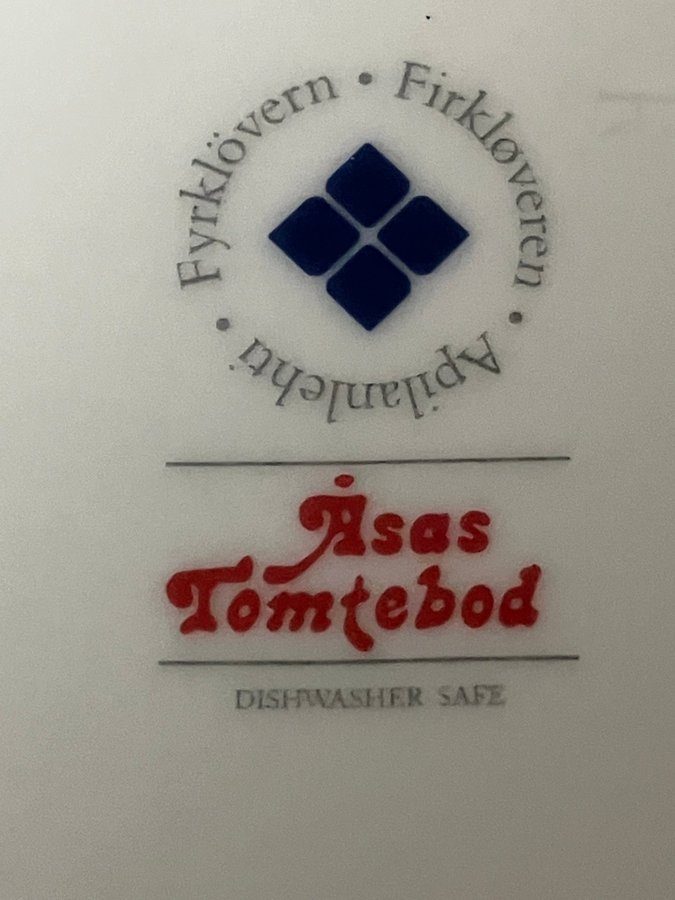 Fyrklövern • Firkløveren • Apilanlehti •
Åsas
Tomtebod
DISHWASHER SAFE